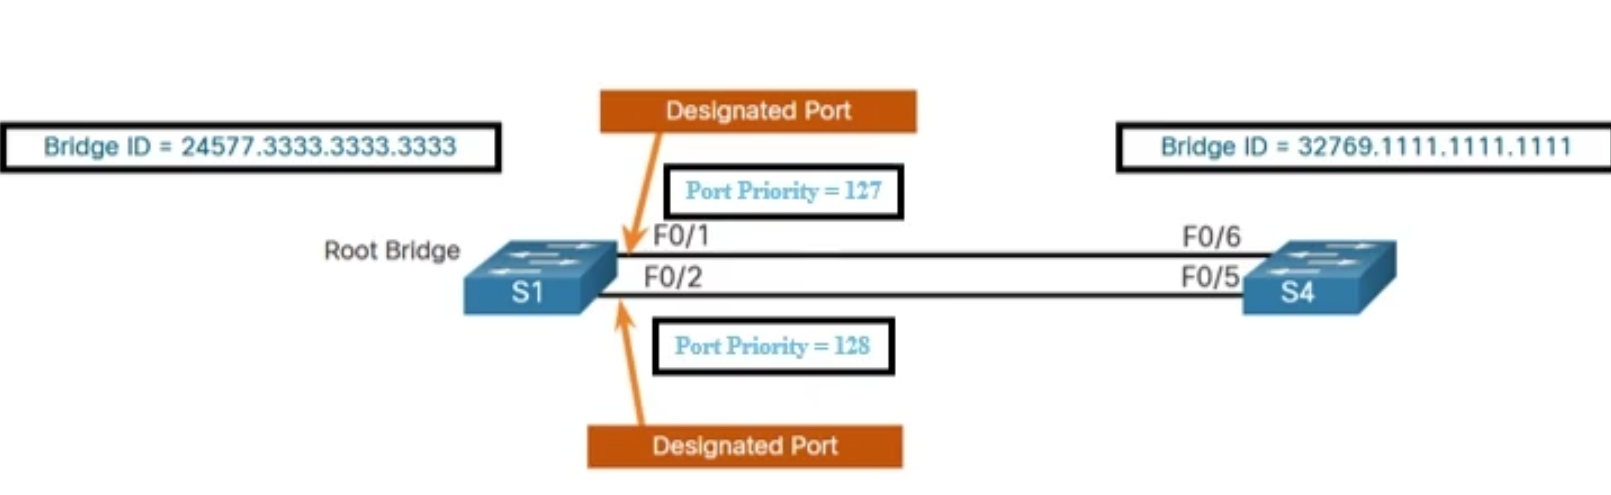 Designated Port
Bridge ID = 24577.3333.3333.3333
Bridge ID = 32769.1111.1111.1111
Port Priority = 127
Root Bridge
F0/1
F0/6
F0/2
F0/5
S1
S4
Port Priority = 128
Designated Port